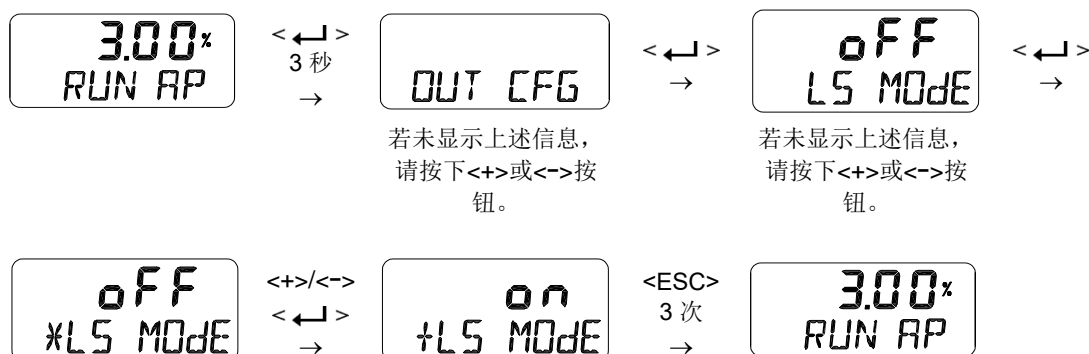 3.00%
RUN AP
< ↵ >
3 秒
→
OUT CFG
若未显示上述信息，
请按下<+>或<->按
钮。
< ↵ >
→
oFF
LS MOdE
若未显示上述信息，
请按下<+>或<->按
钮。
< ↵ >
→
oFF
*LS MOdE
<+>/<->
< ↵ >
→
on
+LS MOdE
<ESC>
3 次
→
3.00%
RUN AP